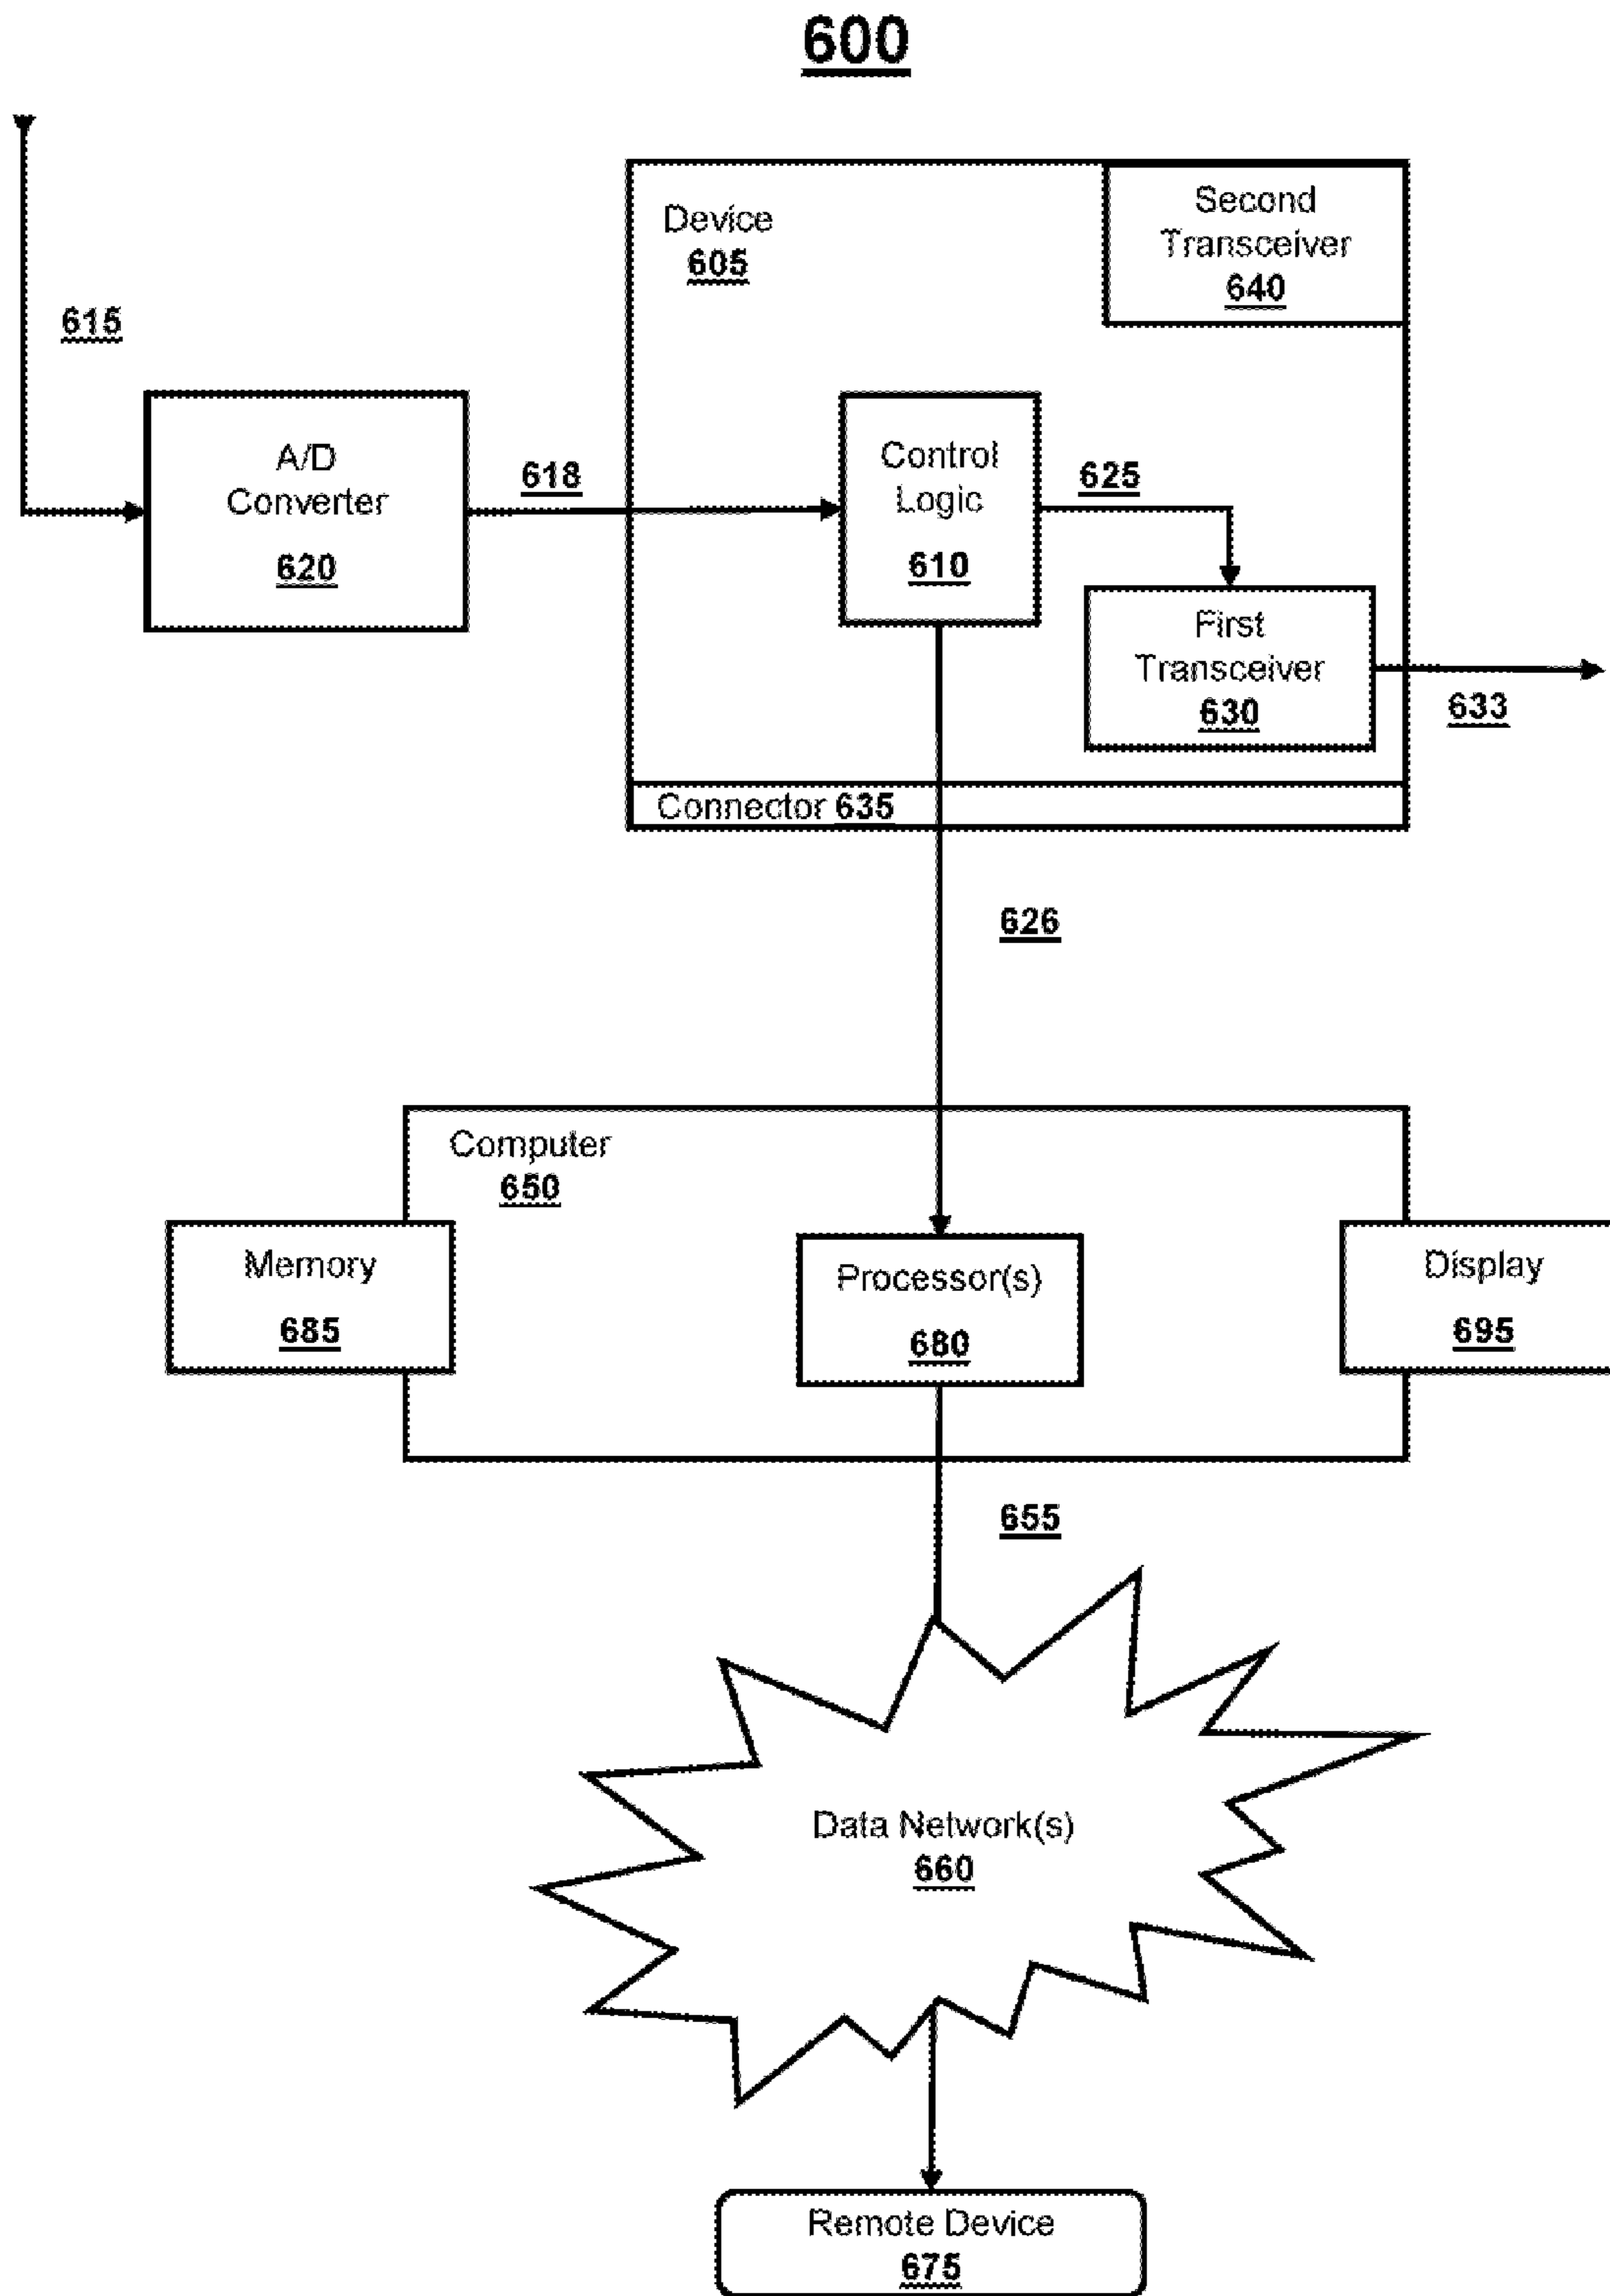 600
615
Device
605
Second
Transceiver
640
A/D
Converter
620
618
Control
Logic
610
625
First
Transceiver
630
633
Connector 635
626
Computer
650
Memory
685
Processor(s)
680
Display
695
655
Data Network(s)
660
Remote Device
675